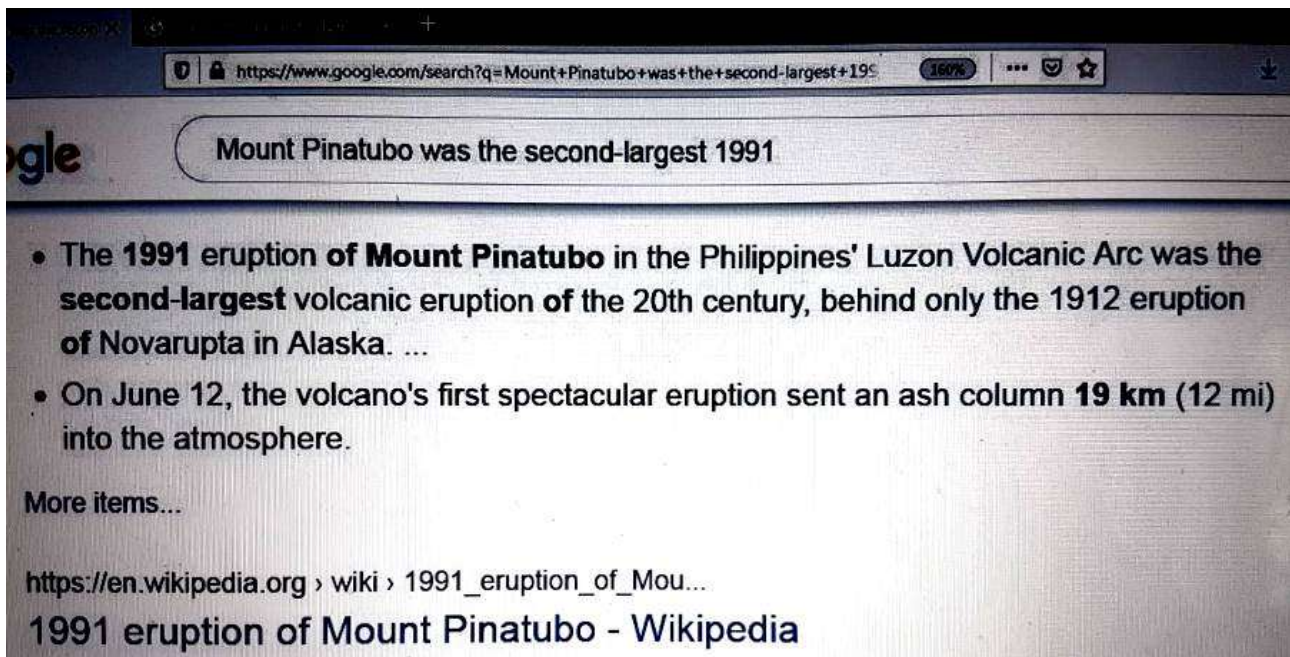 https://www.google.com/search?q=Mount+Pinatubo+was+the+second-largest+199 160%
ogle Mount Pinatubo was the second-largest 1991
• The 1991 eruption of Mount Pinatubo in the Philippines' Luzon Volcanic Arc was the
second-largest volcanic eruption of the 20th century, behind only the 1912 eruption
of Novarupta in Alaska. ...
• On June 12, the volcano's first spectacular eruption sent an ash column 19 km (12 mi)
into the atmosphere.
More items...
https://en.wikipedia.org › wiki › 1991_eruption_of_Mou...
1991 eruption of Mount Pinatubo - Wikipedia